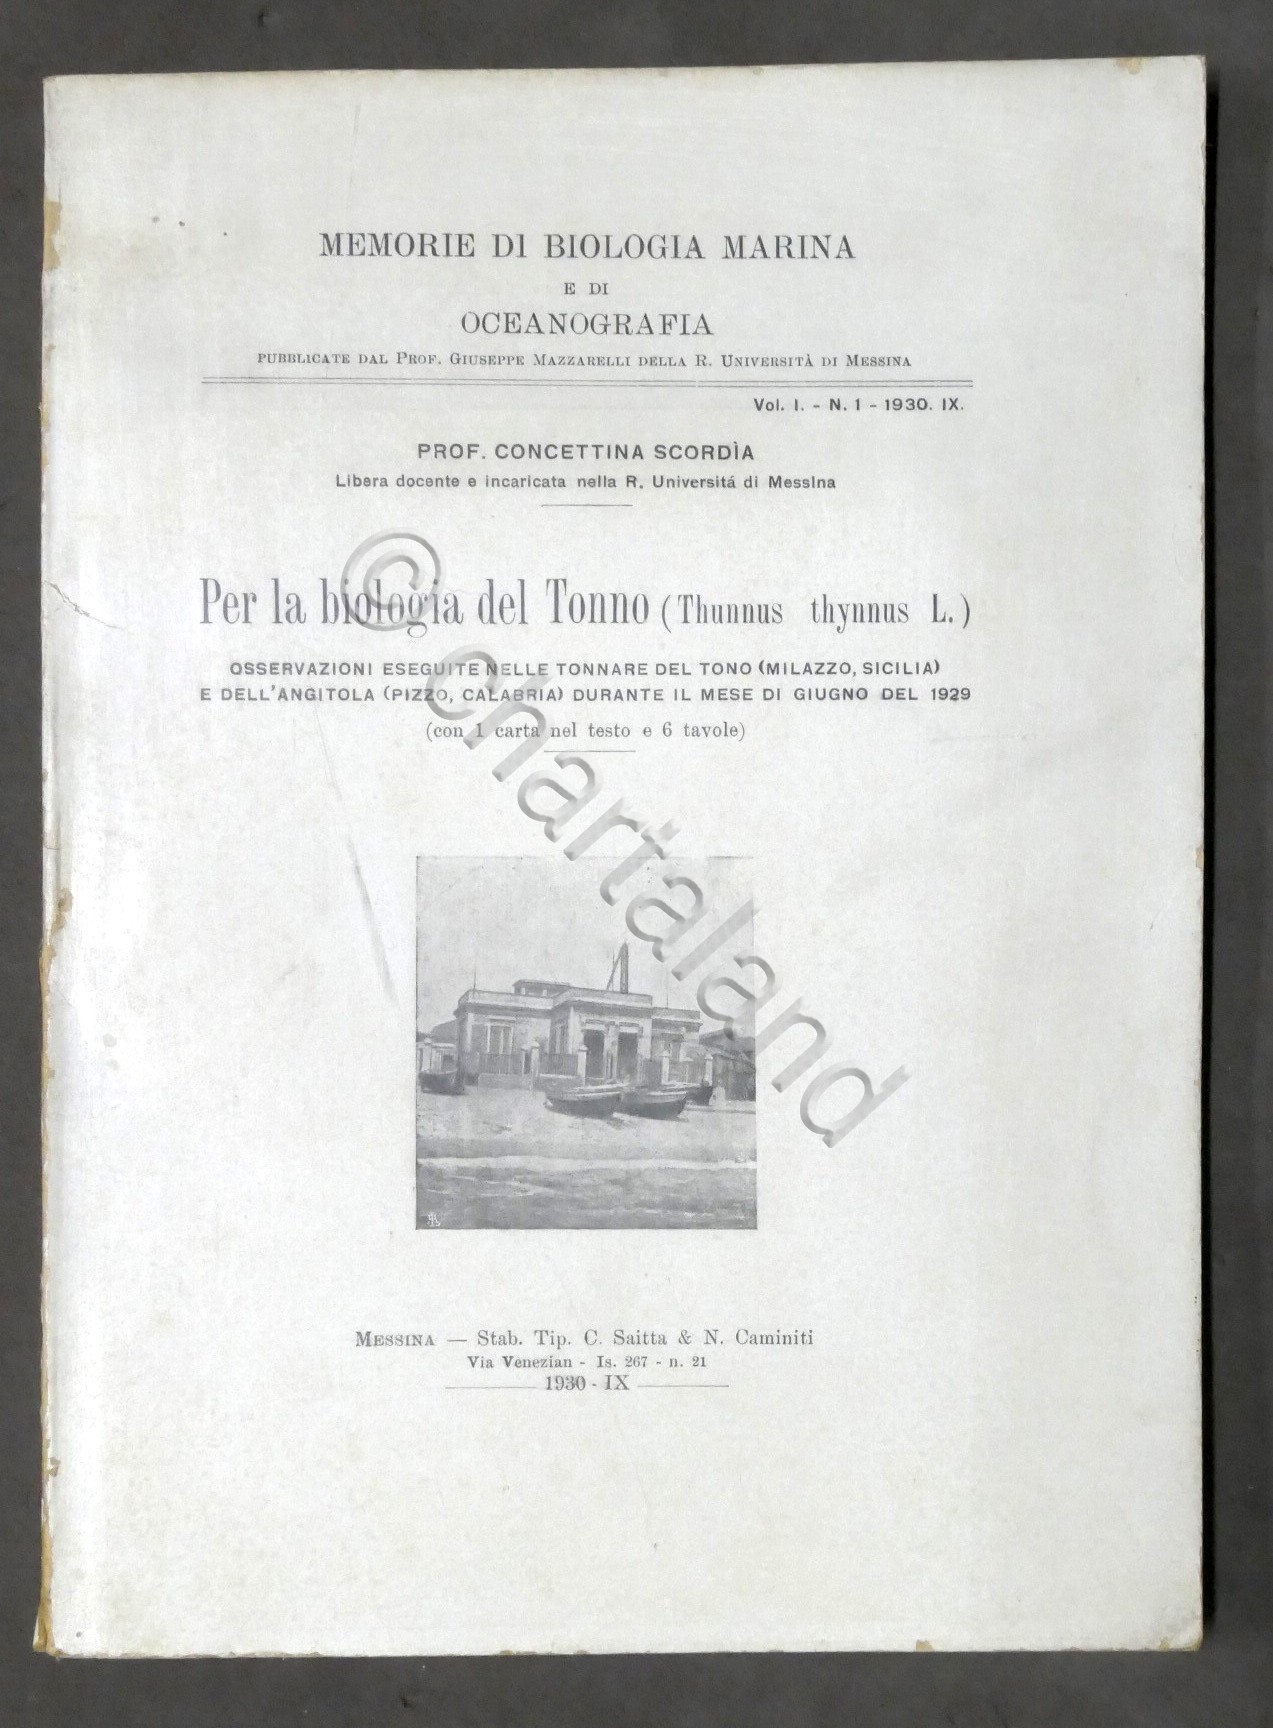 MEMORIE DI BIOLOGIA MARINA
E DI
OCEANOGRAFIA
PUBBLICATE DAL PROF. GIUSEPPE MAZZARELLI DELLA R. UNIVERSITÀ DI MESSINA
Vol. I. - N. 1 - 1930. IX.
PROF. CONCETTINA SCORDÌA
Libera docente e incaricata nella R. Universitá di Messina
Per la biologia del Tonno (Thunnus thynnus L.)
OSSERVAZIONI ESEGUITE NELLE TONNARE DEL TONO (MILAZZO, SICILIA)
E DELL'ANGITOLA (PIZZO, CALABRIA) DURANTE IL MESE DI GIUGNO DEL 1929
(con 1 carta nel testo e 6 tavole)
© chartaland
MESSINA — Stab. Tip. C. Saitta & N. Caminiti
Via Venezian - Is. 267 - n. 21
1930 - IX